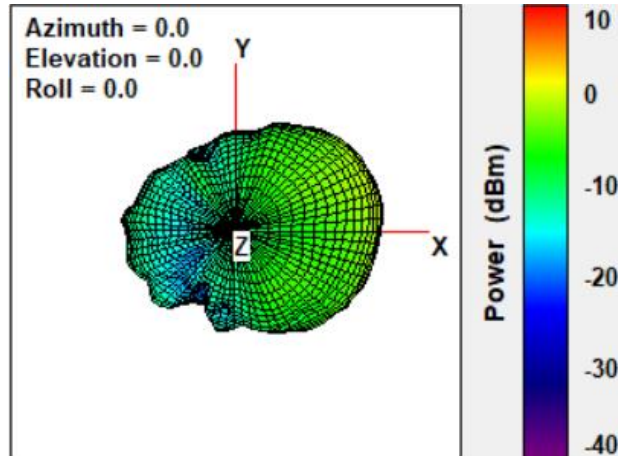 Azimuth = 0.0
Elevation = 0.0
Roll = 0.0
Y
X
Z
Power (dBm)
10
0
-10
-20
-30
-40